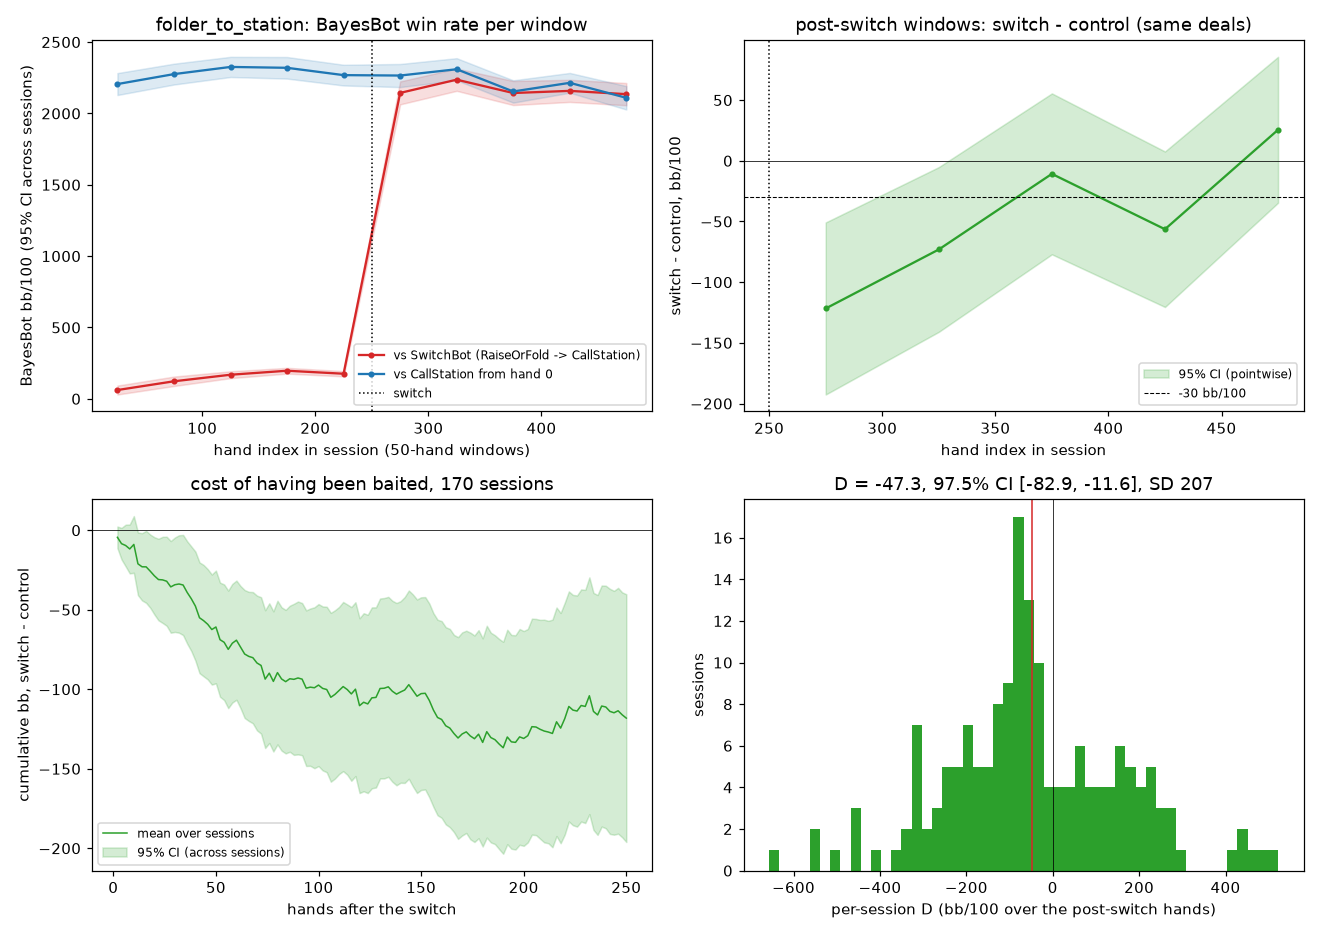 folder_to_station: BayesBot win rate per window
BayesBot bb/100 (95% CI across sessions)
2500
2000
1500
1000
500
0
vs SwitchBot (RaiseOrFold -> CallStation)
vs CallStation from hand 0
switch
100 200 300 400
hand index in session (50-hand windows)
post-switch windows: switch - control (same deals)
switch - control, bb/100
50
0
−50
−100
−150
−200
95% CI (pointwise)
-30 bb/100
250 300 350 400 450
hand index in session
cost of having been baited, 170 sessions
cumulative bb, switch - control
0
−50
−100
−150
−200
mean over sessions
95% CI (across sessions)
0 50 100 150 200 250
hands after the switch
D = -47.3, 97.5% CI [-82.9, -11.6], SD 207
sessions
16
14
12
10
8
6
4
2
0
−600 −400 −200 0 200 400
per-session D (bb/100 over the post-switch hands)